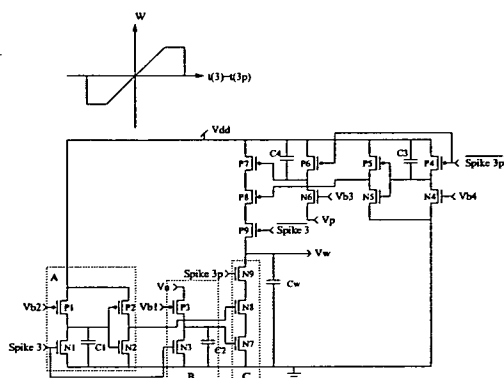 W
t(3)-t(3p)
Vdd
P7
C4
P6
P5
C3
P4
Spike 3p
P8
N6
Vb3
N5
N4
Vb4
Vp
P9
Spike 3
Vw
A
Spike 3p
N9
Cw
Vb2
P1
P2
Vb1
P3
N8
Spike 3
N1
C1
N2
N3
C2
N7
B
C